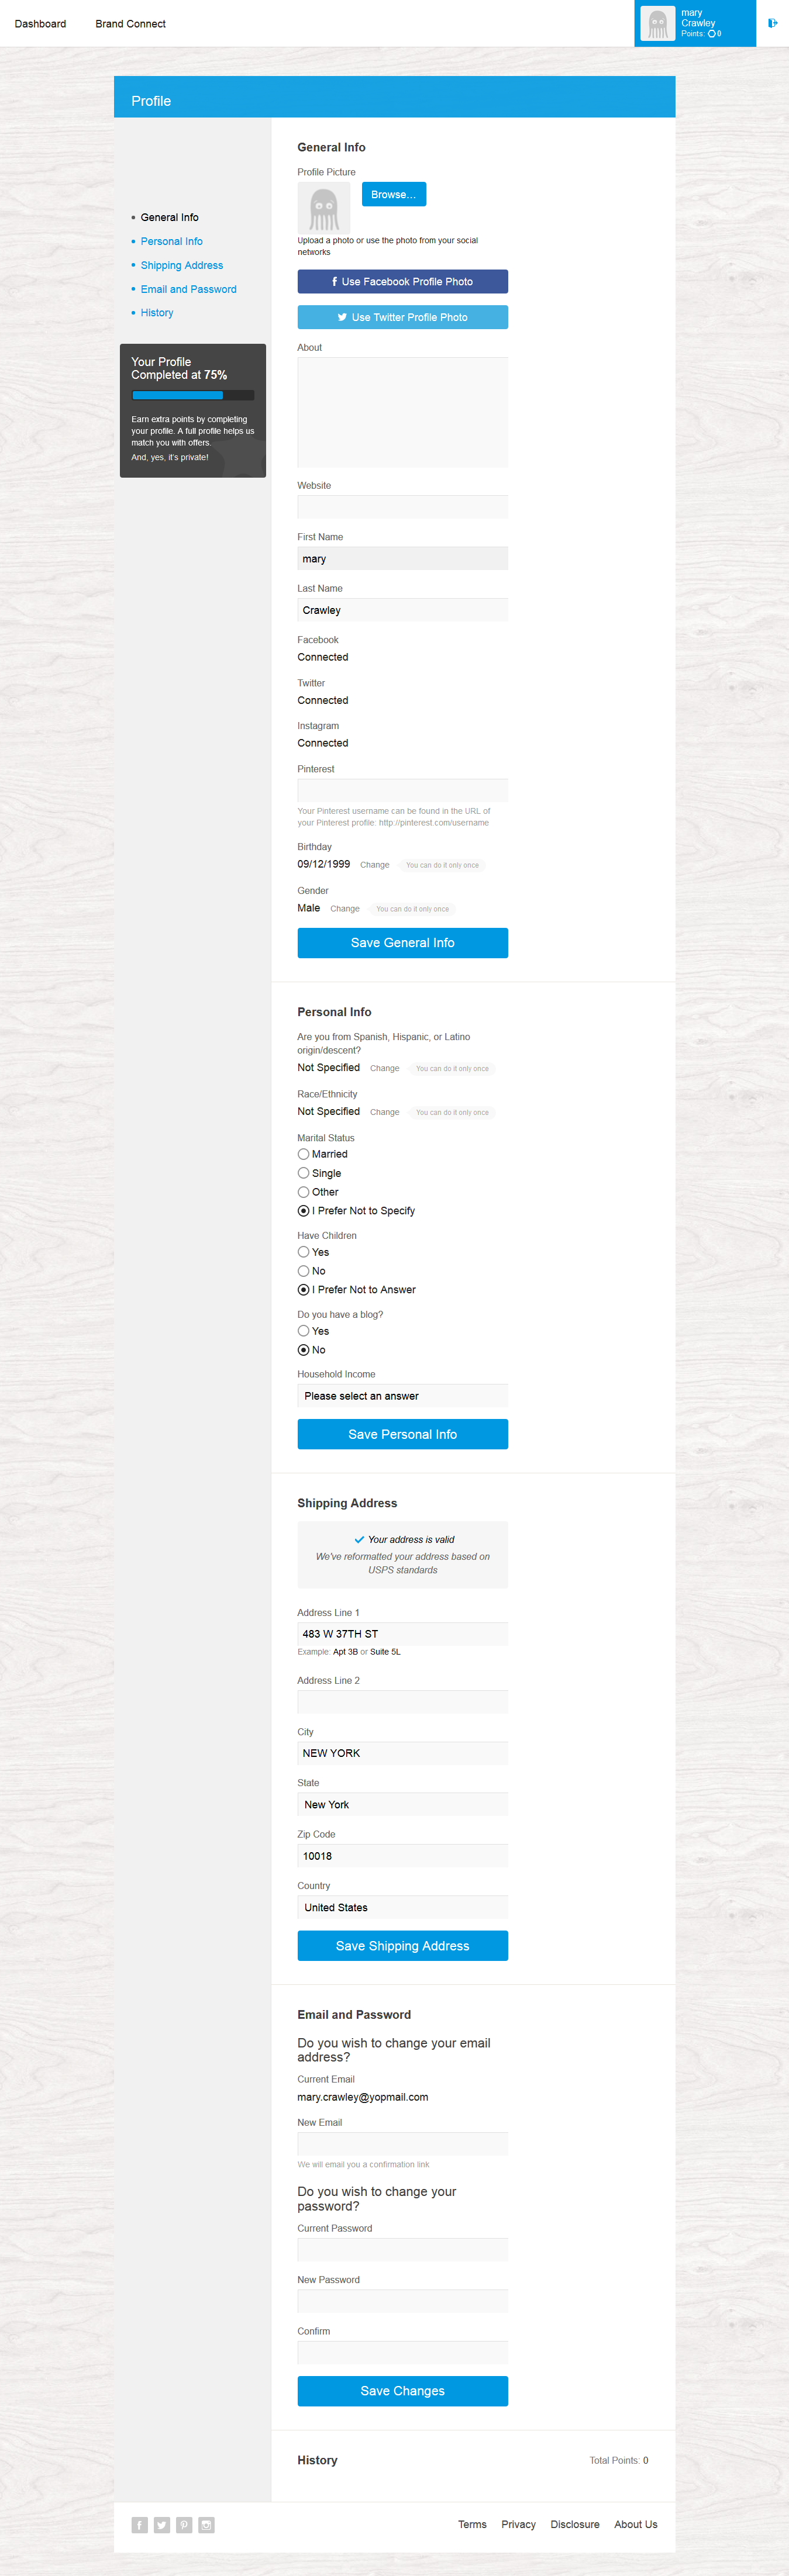 Dashboard
Brand Connect
mary
Crawley
Points: 0
Profile
General Info
Personal Info
Shipping Address
Email and Password
History
Your Profile
Completed at 75%
Earn extra points by completing
your profile. A full profile helps us
match you with offers.
And, yes, it's private!
General Info
Profile Picture
Browse...
Upload a photo or use the photo from your social
networks
Use Facebook Profile Photo
Use Twitter Profile Photo
About
Website
First Name
mary
Last Name
Crawley
Facebook
Connected
Twitter
Connected
Instagram
Connected
Pinterest
Your Pinterest username can be found in the URL of
your Pinterest profile: http://pinterest.com/username
Birthday
09/12/1999 Change You can do it only once
Gender
Male Change You can do it only once
Save General Info
Personal Info
Are you from Spanish, Hispanic, or Latino
origin/descent?
Not Specified Change You can do it only once
Race/Ethnicity
Not Specified Change You can do it only once
Marital Status
Married
Single
Other
I Prefer Not to Specify
Have Children
Yes
No
I Prefer Not to Answer
Do you have a blog?
Yes
No
Household Income
Please select an answer
Save Personal Info
Shipping Address
Your address is valid
We've reformatted your address based on
USPS standards
Address Line 1
483 W 37TH ST
Example: Apt 3B or Suite 5L
Address Line 2
City
NEW YORK
State
New York
Zip Code
10018
Country
United States
Save Shipping Address
Email and Password
Do you wish to change your email
address?
Current Email
mary.crawley@yopmail.com
New Email
We will email you a confirmation link
Do you wish to change your
password?
Current Password
New Password
Confirm
Save Changes
History
Total Points: 0
Terms Privacy Disclosure About Us